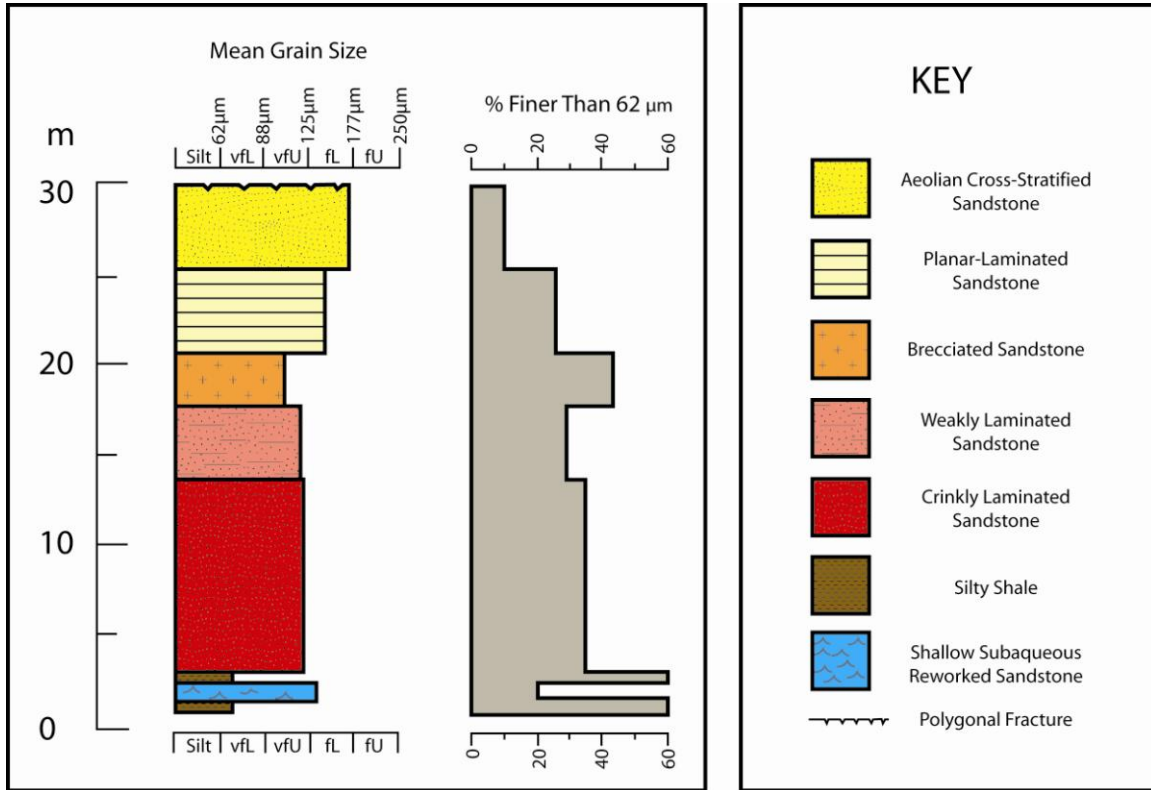 Mean Grain Size
62µm
88µm
125µm
177µm
250µm
Silt vfL vfU fL fU
% Finer Than 62 µm
0 20 40 60
m
30
20
10
0
Silt vfL vfU fL fU
0 20 40 60
KEY
Aeolian Cross-Stratified
Sandstone
Planar-Laminated
Sandstone
Brecciated Sandstone
Weakly Laminated
Sandstone
Crinkly Laminated
Sandstone
Silty Shale
Shallow Subaqueous
Reworked Sandstone
Polygonal Fracture